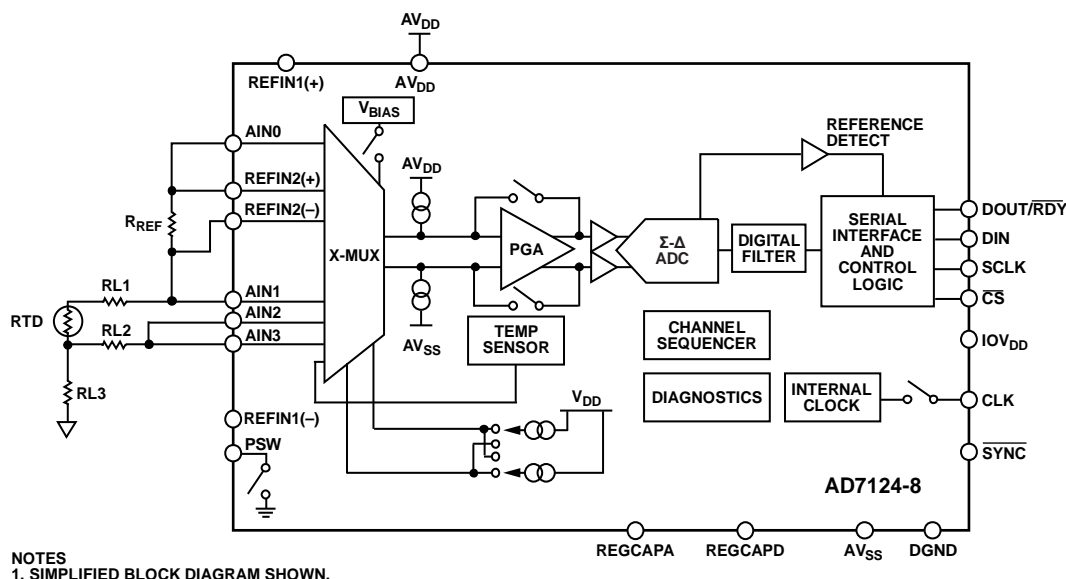 AVDD
REFIN1(+)
AVDD
VBIAS
AIN0
REFERENCE
DETECT
AVDD
REFIN2(+)
REFIN2(–)
RREF
X-MUX
PGA
Σ-Δ
ADC
DIGITAL
FILTER
SERIAL
INTERFACE
AND
CONTROL
LOGIC
DOUT/RDY
DIN
SCLK
CS
RL1
AIN1
RTD
RL2
AIN2
AIN3
AVSS
TEMP
SENSOR
CHANNEL
SEQUENCER
IOVDD
RL3
VDD
DIAGNOSTICS
INTERNAL
CLOCK
CLK
REFIN1(–)
PSW
SYNC
AD7124-8
REGCAPA
REGCAPD
AVSS
DGND
NOTES
1. SIMPLIFIED BLOCK DIAGRAM SHOWN.